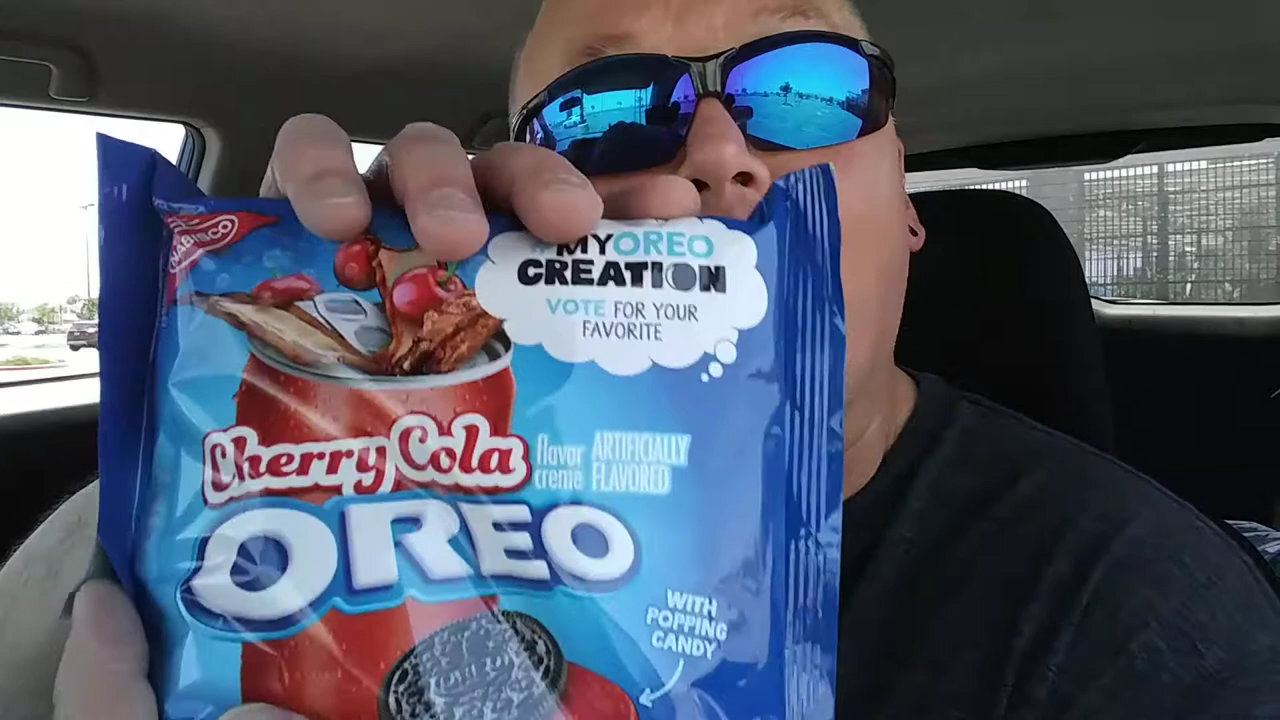 NABISCO
#MYOREO
CREATION
VOTE FOR YOUR
FAVORITE
Cherry Cola
flavor
creme
ARTIFICIALLY
FLAVORED
OREO
WITH
POPPING
CANDY